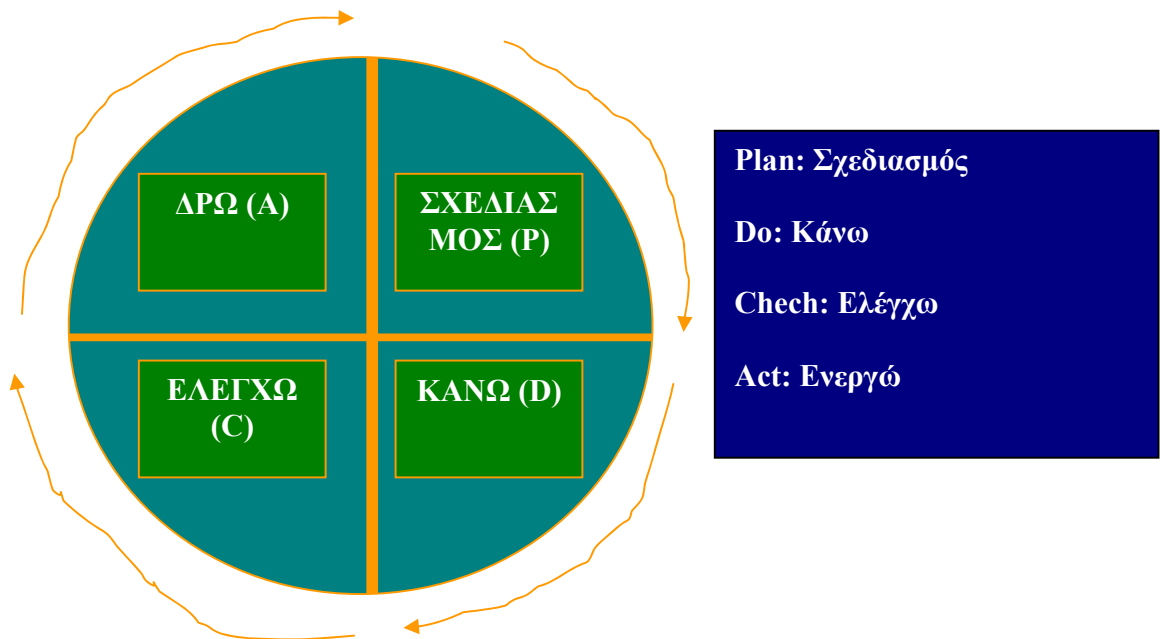 ΔΡΩ (A)
ΣΧΕΔΙΑΣ
ΜΟΣ (P)
ΕΛΕΓΧΩ
(C)
ΚΑΝΩ (D)
Plan: Σχεδιασμός
Do: Κάνω
Chech: Ελέγχω
Act: Ενεργώ